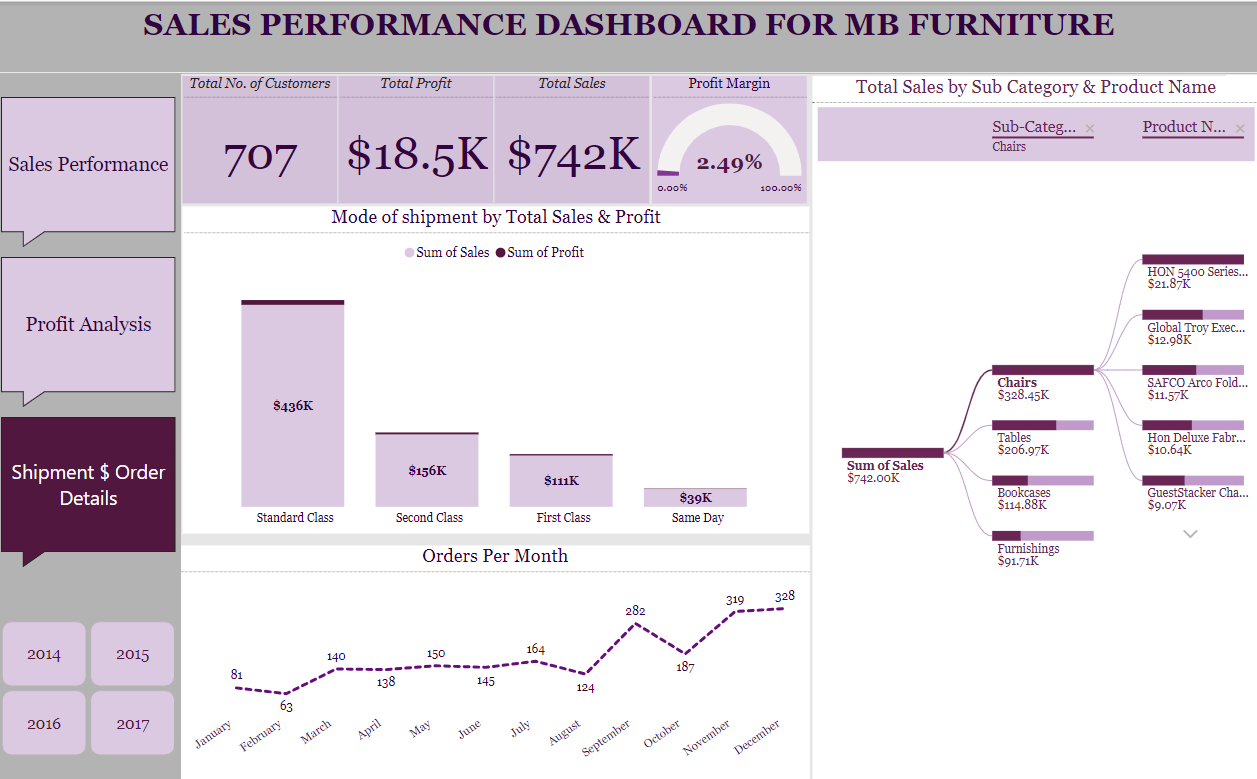 SALES PERFORMANCE DASHBOARD FOR MB FURNITURE
Sales Performance
Profit Analysis
Shipment $ Order
Details
2014
2015
2016
2017
Total No. of Customers
707
Total Profit
$18.5K
Total Sales
$742K
Profit Margin
2.49%
0.00%
100.00%
Mode of shipment by Total Sales & Profit
Sum of Sales
Sum of Profit
$436K
$156K
$111K
$39K
Standard Class
Second Class
First Class
Same Day
Orders Per Month
81
63
140
138
150
145
164
124
282
187
319
328
January
February
March
April
May
June
July
August
September
October
November
December
Total Sales by Sub Category & Product Name
Sub-Categ...
Chairs
Product N...
Sum of Sales
$742.00K
Chairs
$328.45K
Tables
$206.97K
Bookcases
$114.88K
Furnishings
$91.71K
HON 5400 Series...
$21.87K
Global Troy Exec...
$12.98K
SAFCO Arco Fold...
$11.57K
Hon Deluxe Fabr...
$10.64K
GuestStacker Cha...
$9.07K